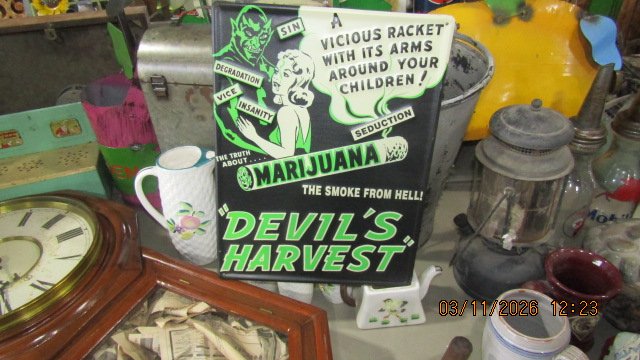 SIN
A
VICIOUS RACKET
WITH ITS ARMS
AROUND YOUR
CHILDREN!
DEGRADATION
VICE
INSANITY
SEDUCTION
THE TRUTH
ABOUT....
MARIJUANA
THE SMOKE FROM HELL!
"DEVIL'S
HARVEST"
03/11/2026 12:23